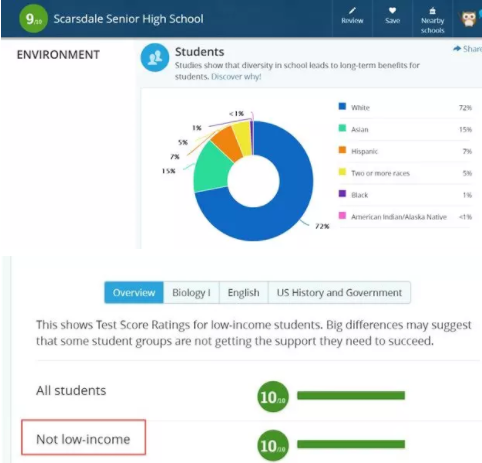 9/10 Scarsdale Senior High School
Review
Save
Nearby
schools
ENVIRONMENT
Students
Share
Studies show that diversity in school leads to long-term benefits for
students. Discover why!
<1%
1%
5%
7%
15%
72%
White 72%
Asian 15%
Hispanic 7%
Two or more races 5%
Black 1%
American Indian/Alaska Native <1%
Overview Biology I English US History and Government
This shows Test Score Ratings for low-income students. Big differences may suggest
that some student groups are not getting the support they need to succeed.
All students 10/10
Not low-income 10/10